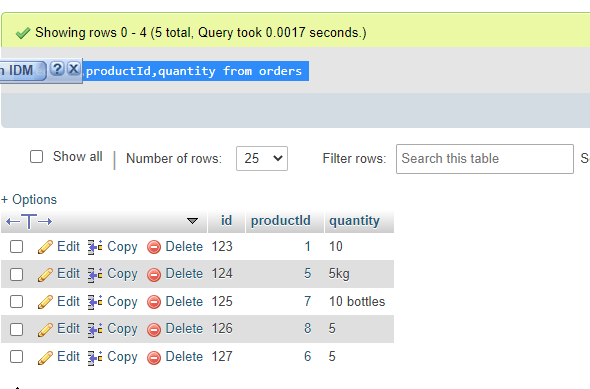 Showing rows 0 - 4 (5 total, Query took 0.0017 seconds.)
IDM ? X productId,quantity from orders
Show all | Number of rows: 25 Filter rows: Search this table
+ Options
←T→ id productId quantity
Edit Copy Delete 123 1 10
Edit Copy Delete 124 5 5kg
Edit Copy Delete 125 7 10 bottles
Edit Copy Delete 126 8 5
Edit Copy Delete 127 6 5